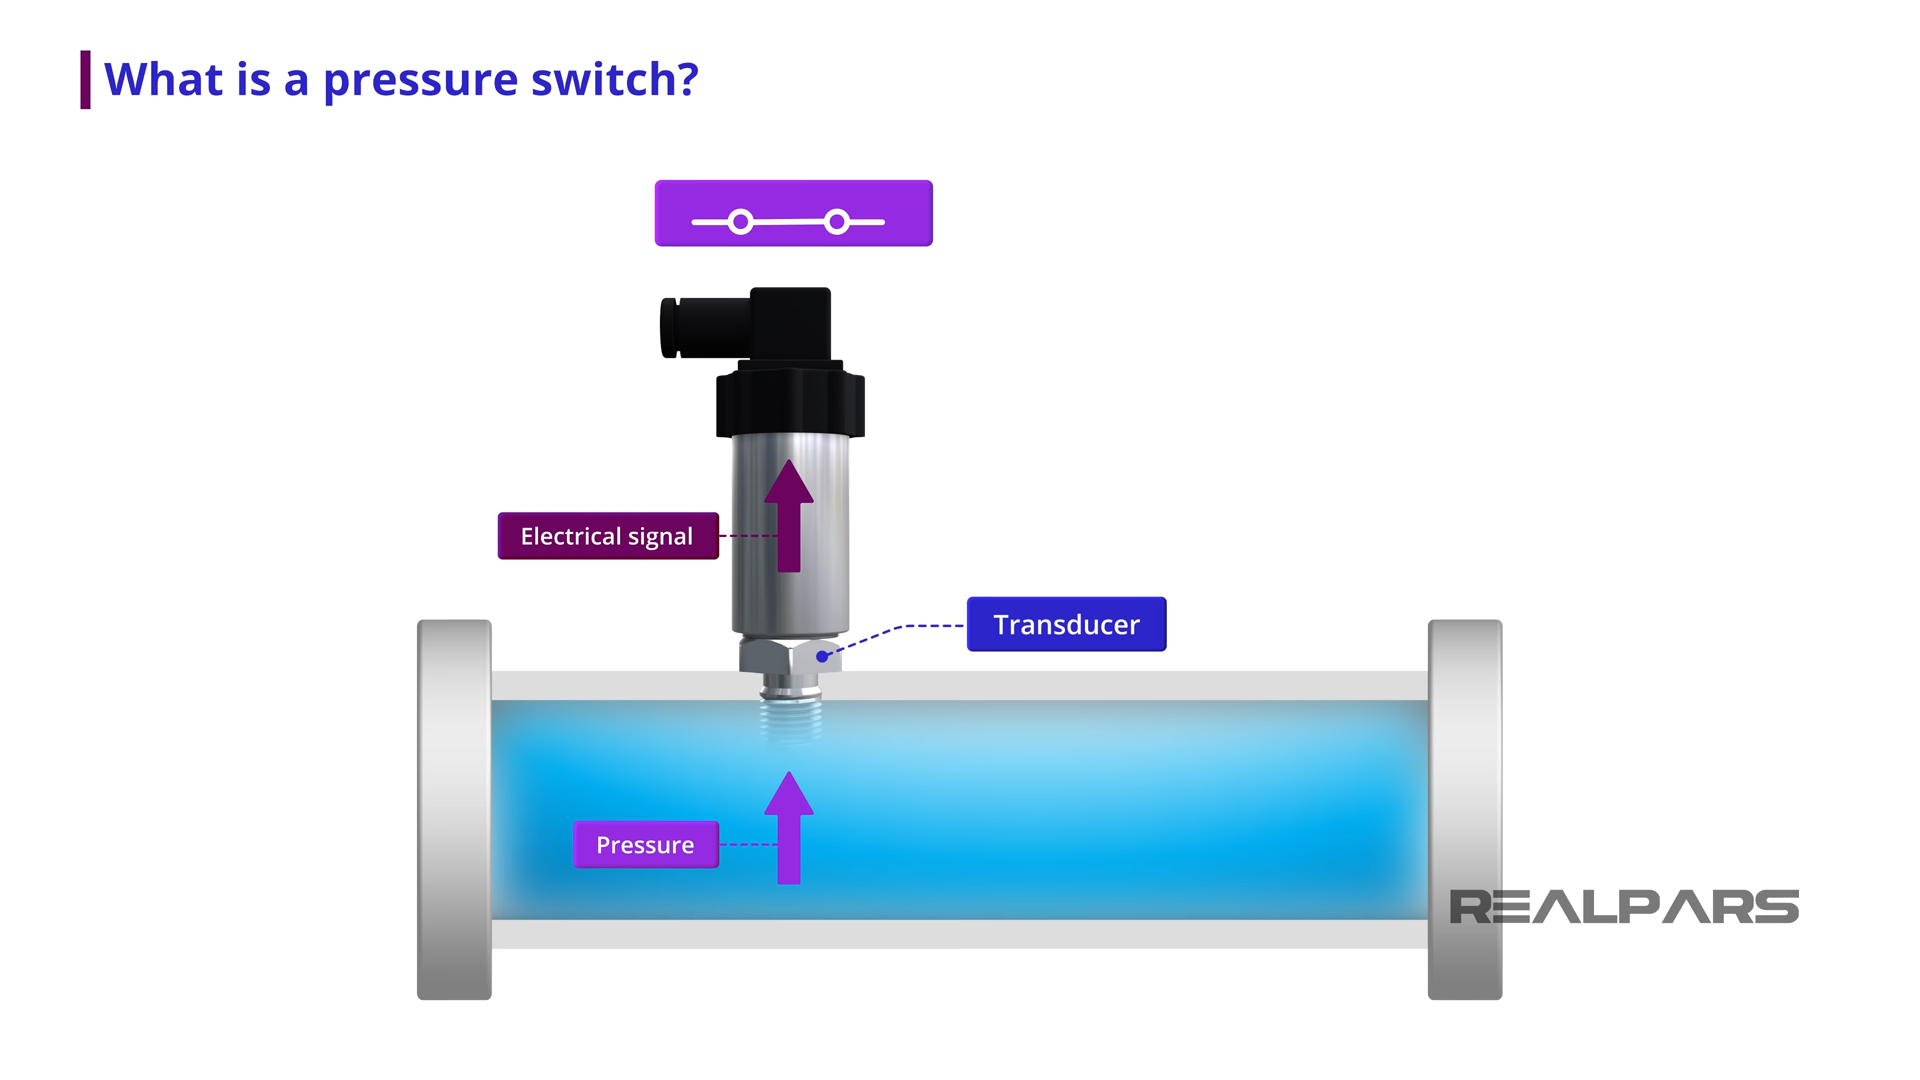 What is a pressure switch?
Electrical signal
Transducer
Pressure
REALPARS